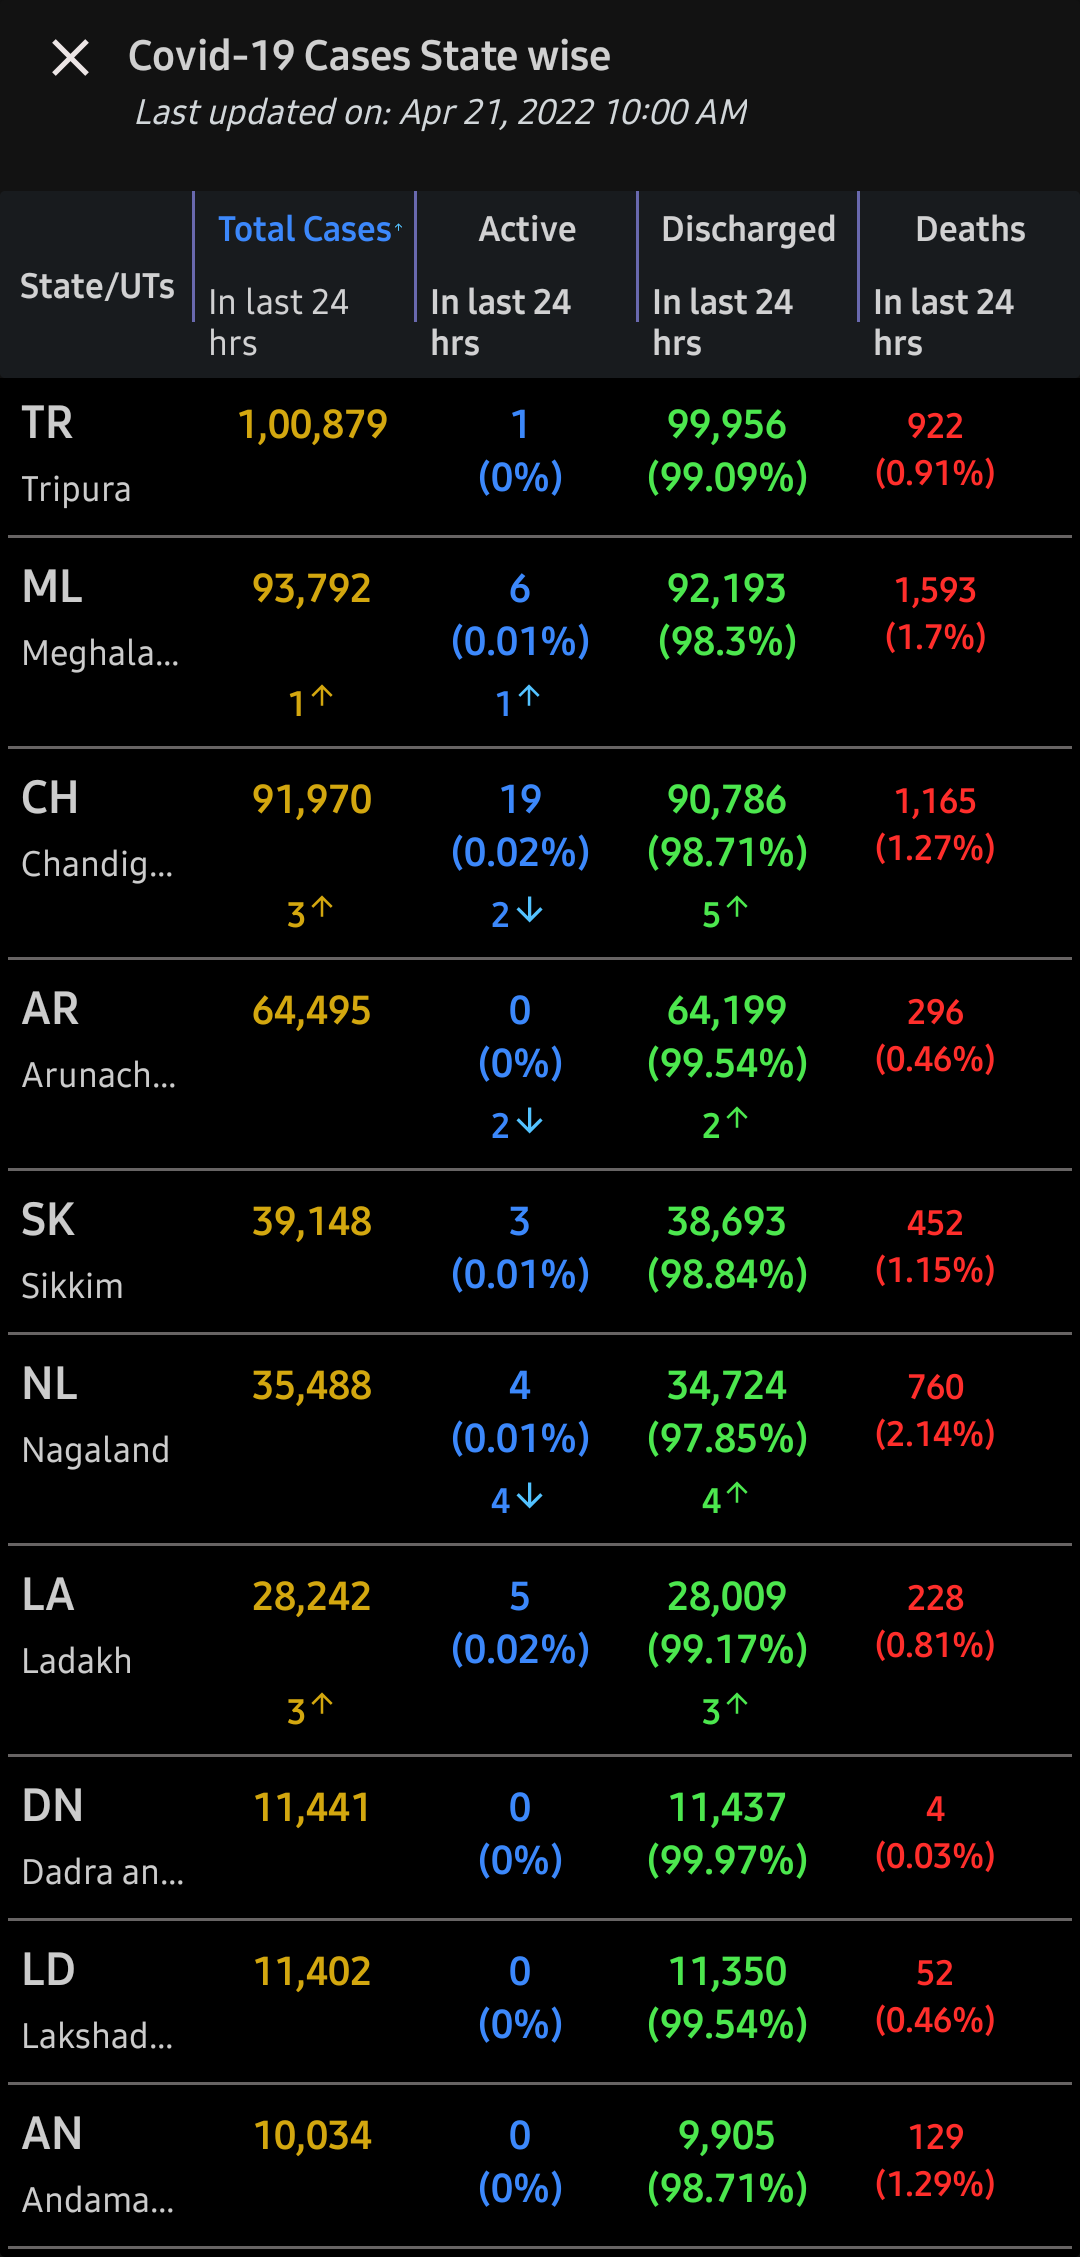 Covid-19 Cases State wise
Last updated on: Apr 21, 2022 10:00 AM
State/UTs
Total Cases↑ Active Discharged Deaths
In last 24 hrs In last 24 hrs In last 24 hrs In last 24 hrs
TR 1,00,879 1 99,956 922
Tripura (0%) (99.09%) (0.91%)
ML 93,792 6 92,193 1,593
Meghala... (0.01%) (98.3%) (1.7%)
1↑ 1↑
CH 91,970 19 90,786 1,165
Chandig... (0.02%) (98.71%) (1.27%)
3↑ 2↓ 5↑
AR 64,495 0 64,199 296
Arunach... (0%) (99.54%) (0.46%)
2↓ 2↑
SK 39,148 3 38,693 452
Sikkim (0.01%) (98.84%) (1.15%)
NL 35,488 4 34,724 760
Nagaland (0.01%) (97.85%) (2.14%)
4↓ 4↑
LA 28,242 5 28,009 228
Ladakh (0.02%) (99.17%) (0.81%)
3↑ 3↑
DN 11,441 0 11,437 4
Dadra an... (0%) (99.97%) (0.03%)
LD 11,402 0 11,350 52
Lakshad... (0%) (99.54%) (0.46%)
AN 10,034 0 9,905 129
Andama... (0%) (98.71%) (1.29%)